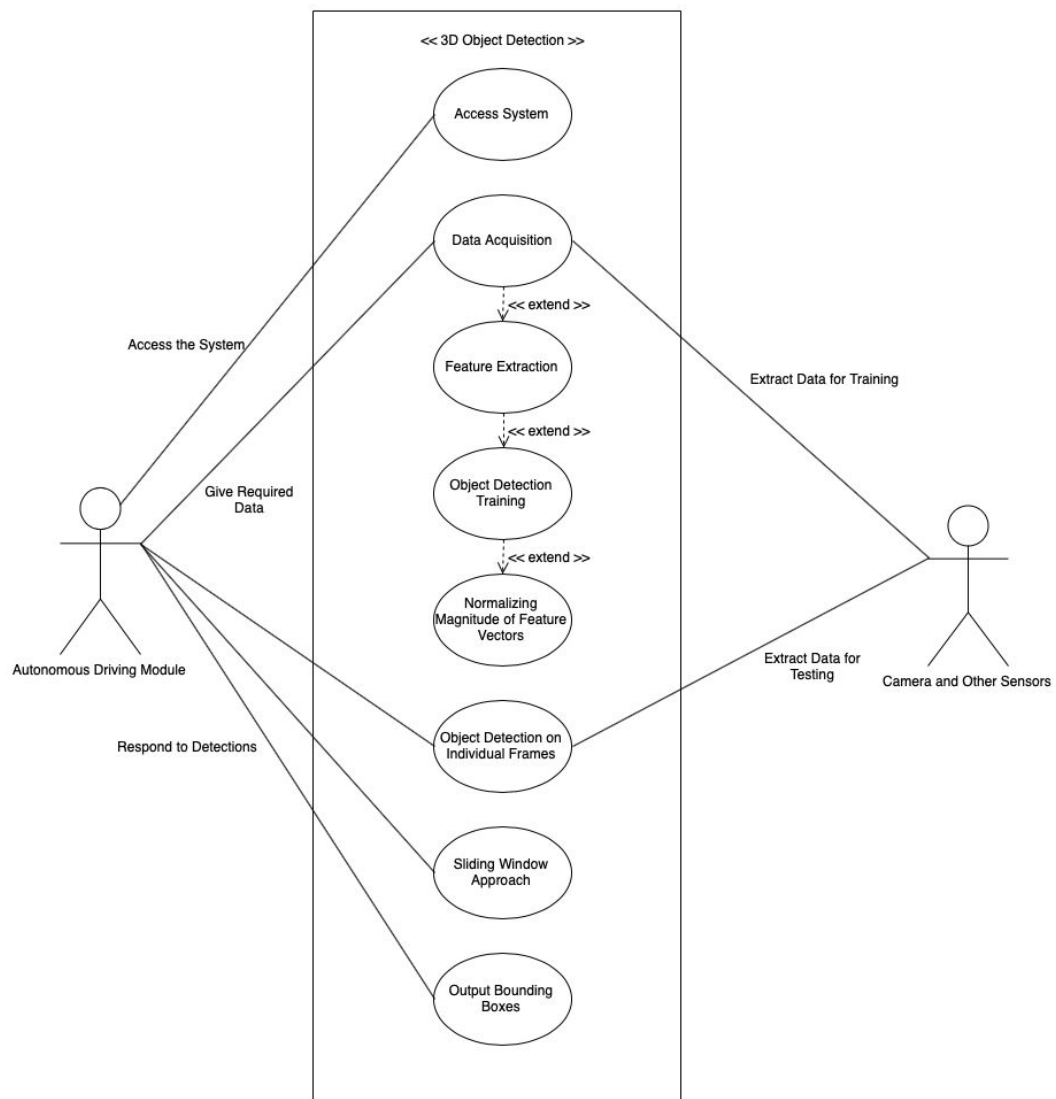 << 3D Object Detection >>
Access System
Data Acquisition
<< extend >>
Access the System
Feature Extraction
Extract Data for Training
<< extend >>
Give Required
Data
Object Detection
Training
<< extend >>
Normalizing
Magnitude of Feature
Vectors
Autonomous Driving Module
Extract Data for
Testing
Camera and Other Sensors
Respond to Detections
Object Detection on
Individual Frames
Sliding Window
Approach
Output Bounding
Boxes